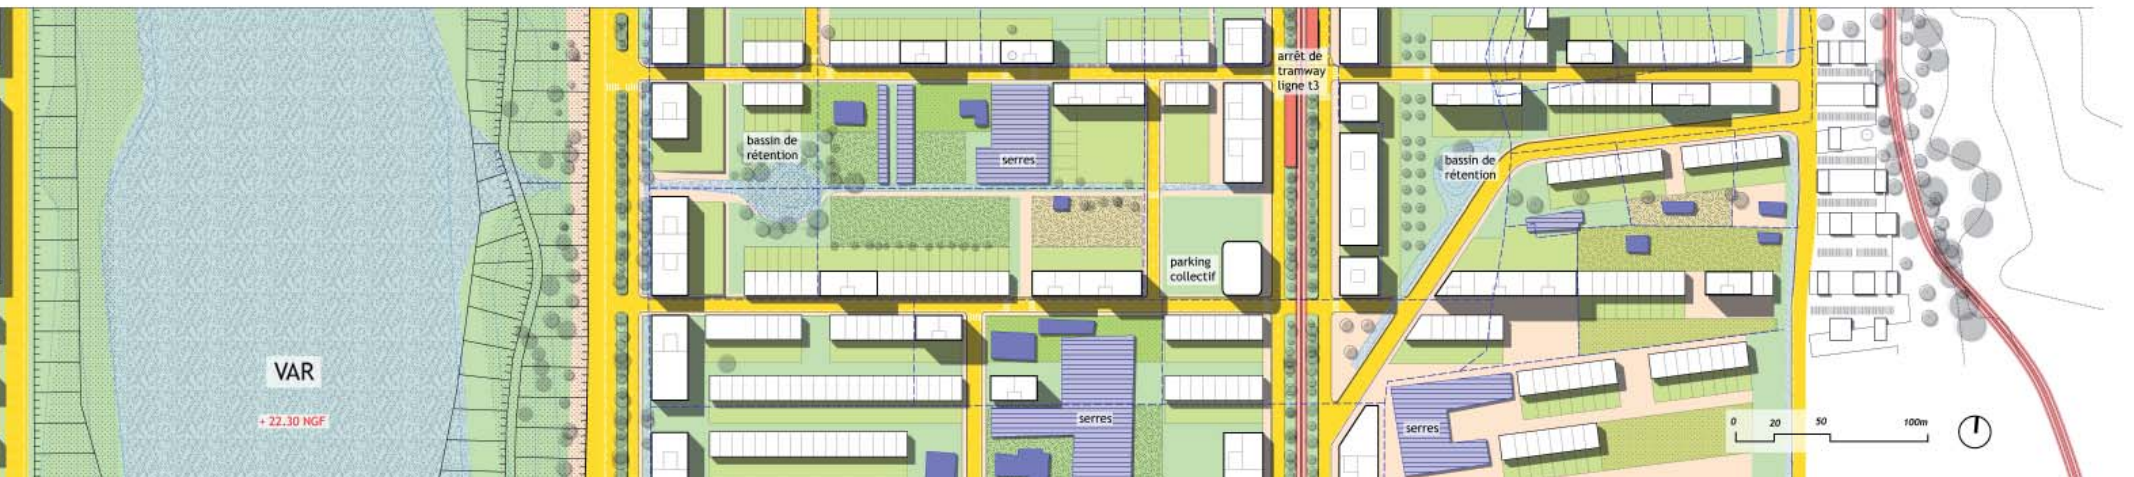 arrêt de
tramway
ligne t3
bassin de
rétention
serres
bassin de
rétention
parking
collectif
VAR
+ 22.30 NGF
serres
serres
0 20 50 100m